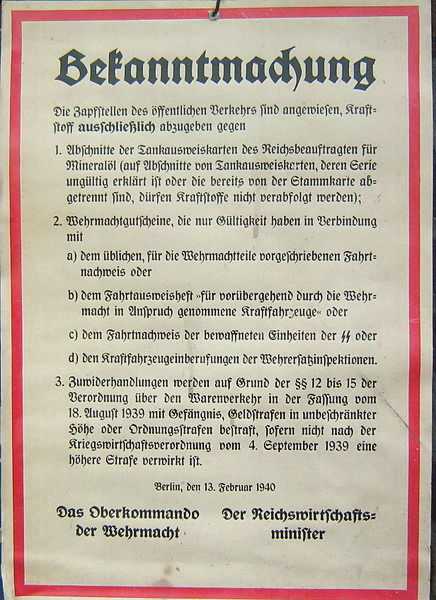 Bekanntmachung
Die Zapfstellen des öffentlichen Verkehrs sind angewiesen, Kraft-
stoff ausschließlich abzugeben gegen
1. Abschnitte der Tankausweiskarten des Reichsbeauftragten für
Mineralöl (auf Abschnitte von Tankausweiskarten, deren Serie
ungültig erklärt ist oder die bereits von der Stammkarte ab-
getrennt sind, dürfen Kraftstoffe nicht verabfolgt werden);
2. Wehrmachtgutscheine, die nur Gültigkeit haben in Verbindung
mit
a) dem üblichen, für die Wehrmachtteile vorgeschriebenen Fahrt-
nachweis oder
b) dem Fahrtausweisheft »für vorübergehend durch die Wehr-
macht in Anspruch genommene Kraftfahrzeuge« oder
c) dem Fahrtnachweis der bewaffneten Einheiten der ᛋᛋ oder
d) den Kraftfahrzeugeinberufungen der Wehrersatzinspektionen.
3. Zuwiderhandlungen werden auf Grund der §§ 12 bis 15 der
Verordnung über den Warenverkehr in der Fassung vom
18. August 1939 mit Gefängnis, Geldstrafen in unbeschränkter
Höhe oder Ordnungsstrafen bestraft, sofern nicht nach der
Kriegswirtschaftsverordnung vom 4. September 1939 eine
höhere Strafe verwirkt ist.
Berlin, den 13. Februar 1940
Das Oberkommando
der Wehrmacht
Der Reichswirtschafts-
minister